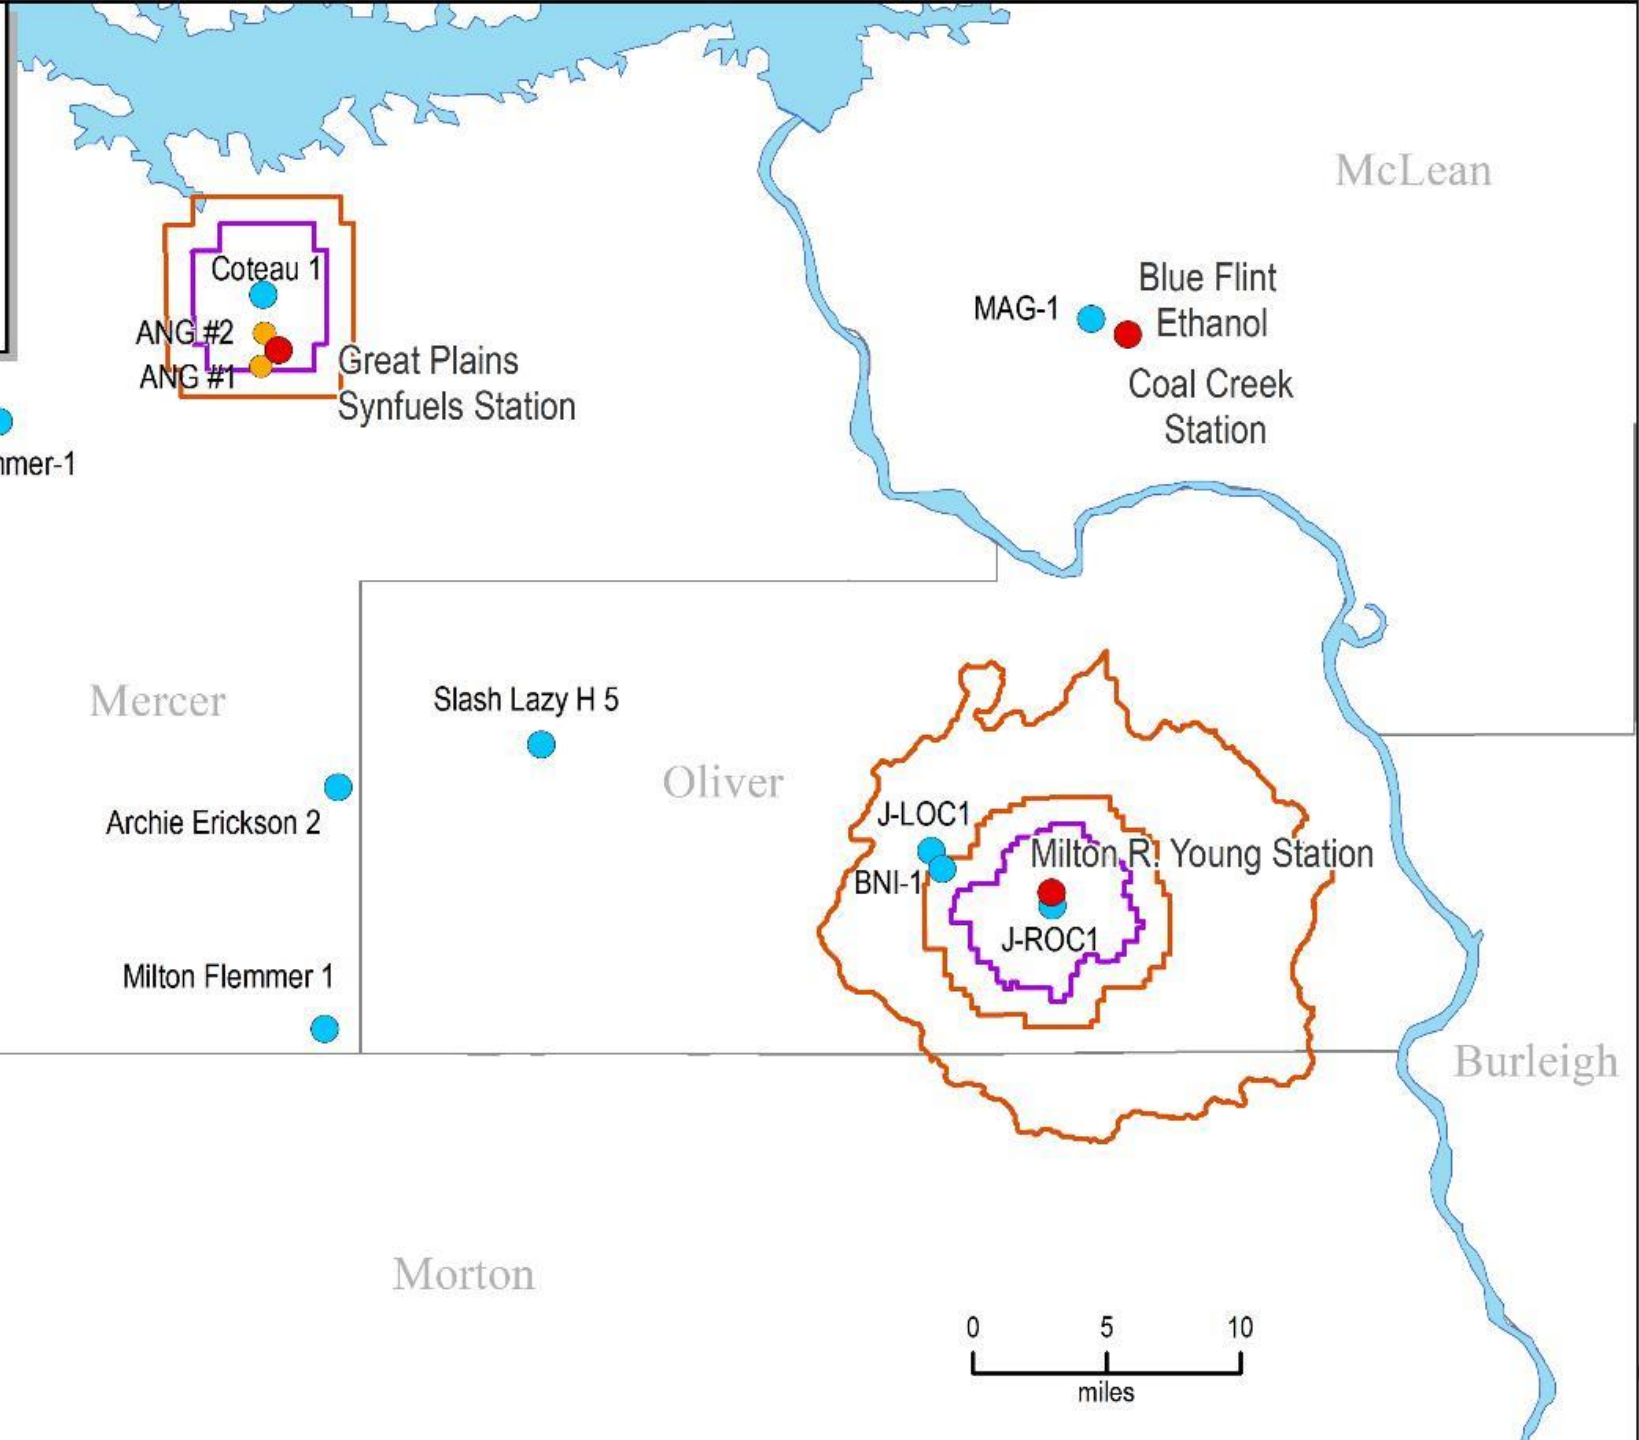 McLean
Coteau 1
Blue Flint
Ethanol
MAG-1
ANG #2
ANG #1
Great Plains
Synfuels Station
Coal Creek
Station
mer-1
Mercer
Slash Lazy H 5
Oliver
Archie Erickson 2
J-LOC1
Milton R. Young Station
BNI-1
J-ROC1
Milton Flemmer 1
Burleigh
Morton
0 5 10
miles